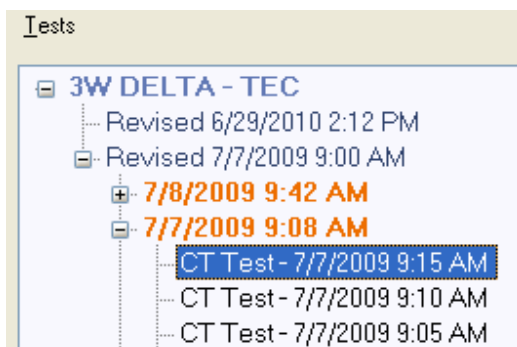 Tests
3W DELTA - TEC
Revised 6/29/2010 2:12 PM
Revised 7/7/2009 9:00 AM
7/8/2009 9:42 AM
7/7/2009 9:08 AM
CT Test - 7/7/2009 9:15 AM
CT Test - 7/7/2009 9:10 AM
CT Test - 7/7/2009 9:05 AM